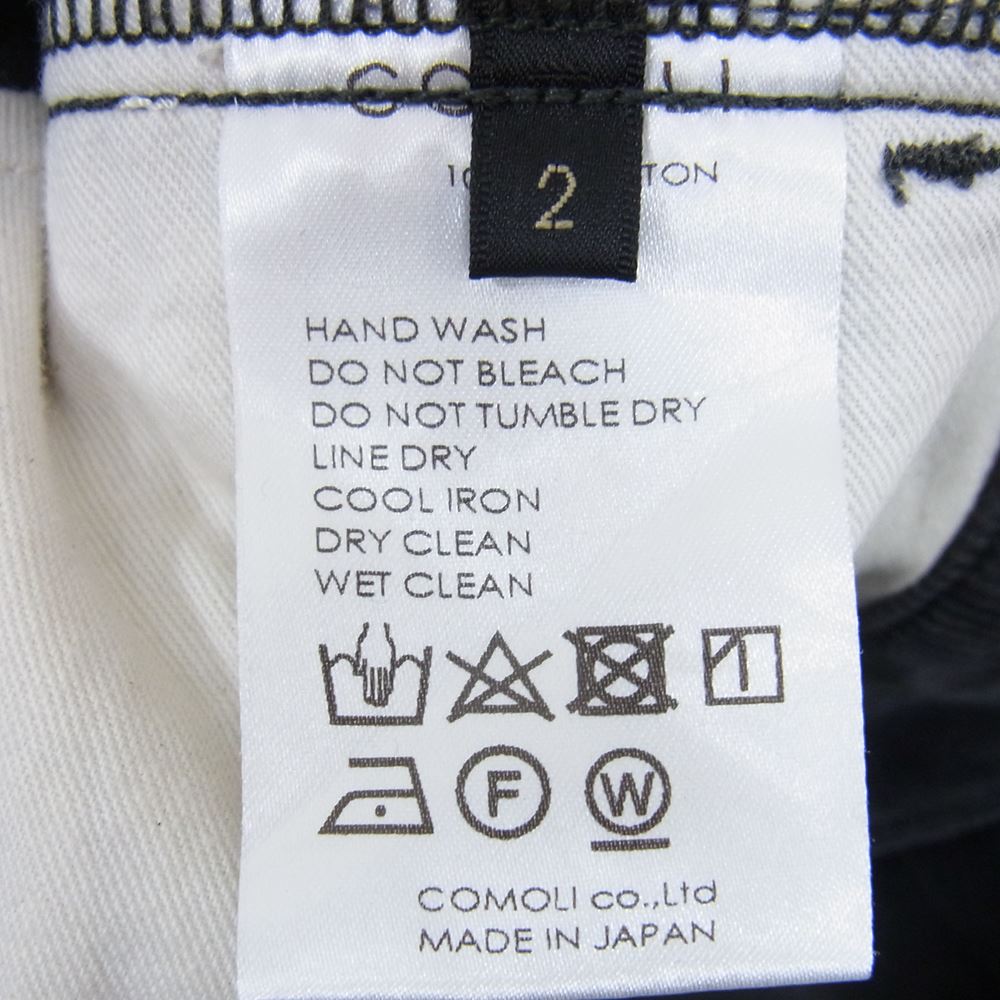 2
HAND WASH
DO NOT BLEACH
DO NOT TUMBLE DRY
LINE DRY
COOL IRON
DRY CLEAN
WET CLEAN
F
W
COMOLI co.,Ltd
MADE IN JAPAN